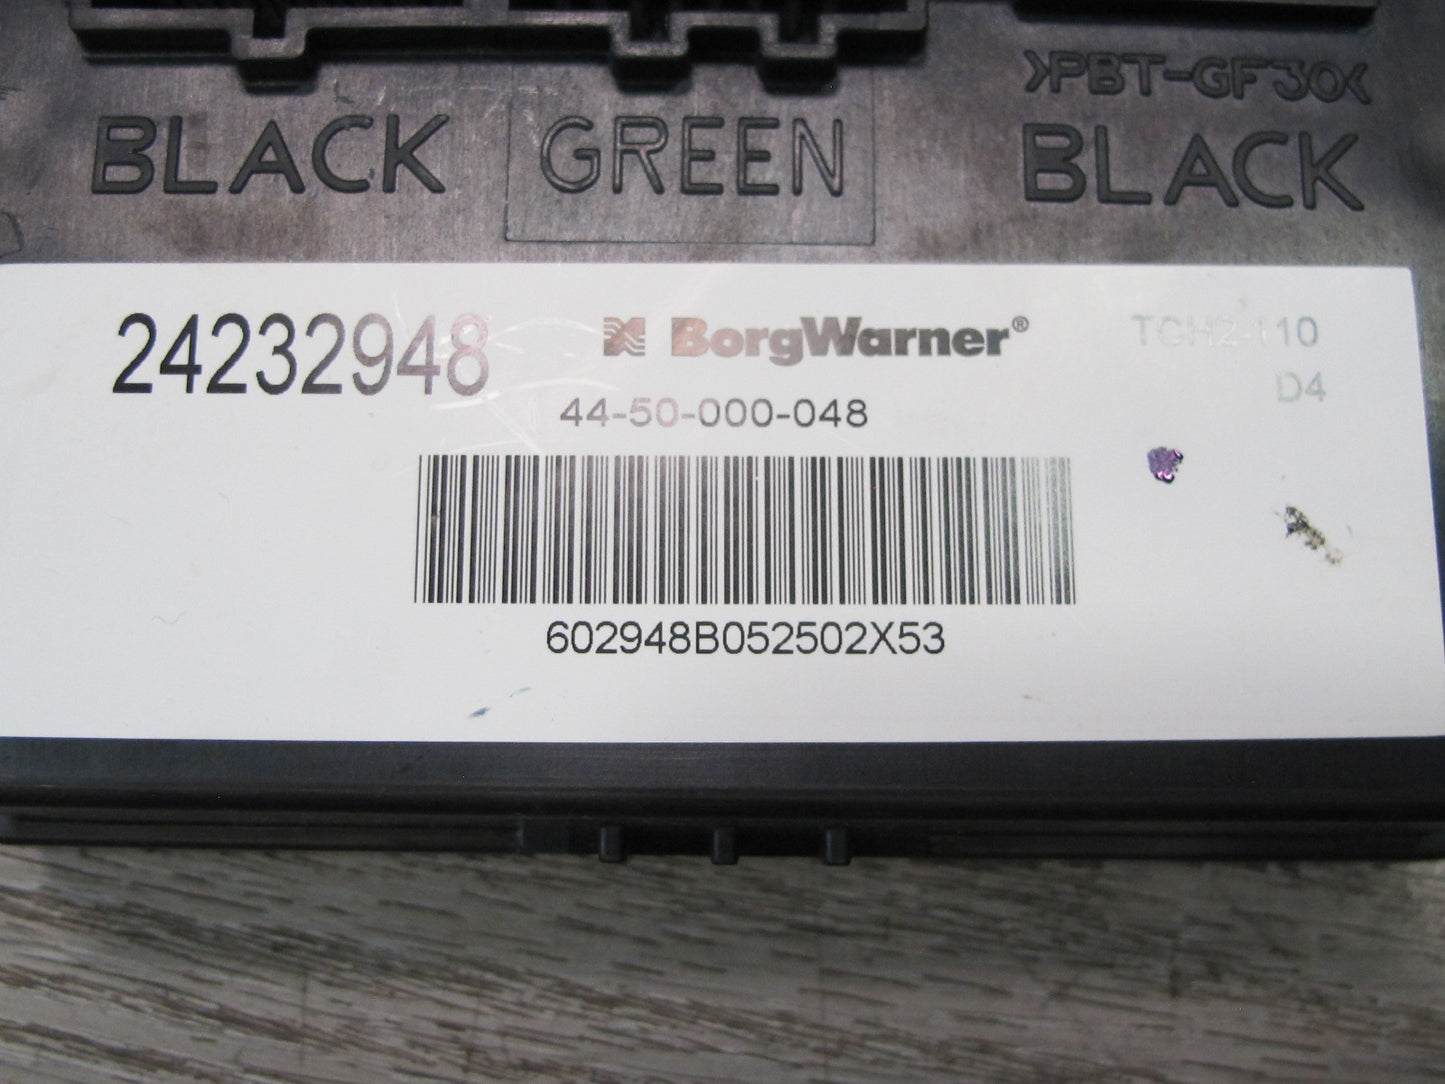 >PBT-GF30<
BLACK GREEN BLACK
24232948 BorgWarner® TCH2-110
D4
44-50-000-048
602948B052502X53